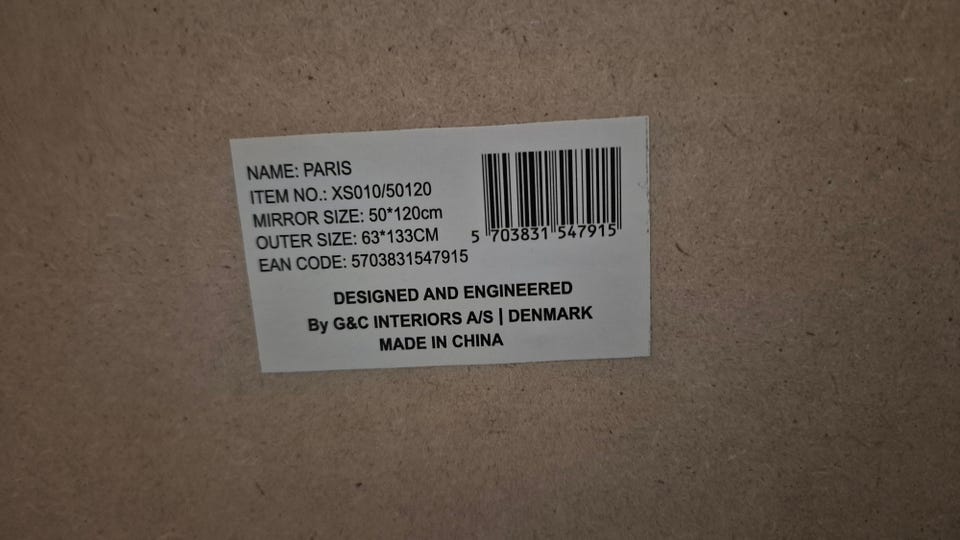 NAME: PARIS
ITEM NO.: XS010/50120
MIRROR SIZE: 50*120cm
OUTER SIZE: 63*133CM
EAN CODE: 5703831547915
5 703831 547915
DESIGNED AND ENGINEERED
By G&C INTERIORS A/S | DENMARK
MADE IN CHINA